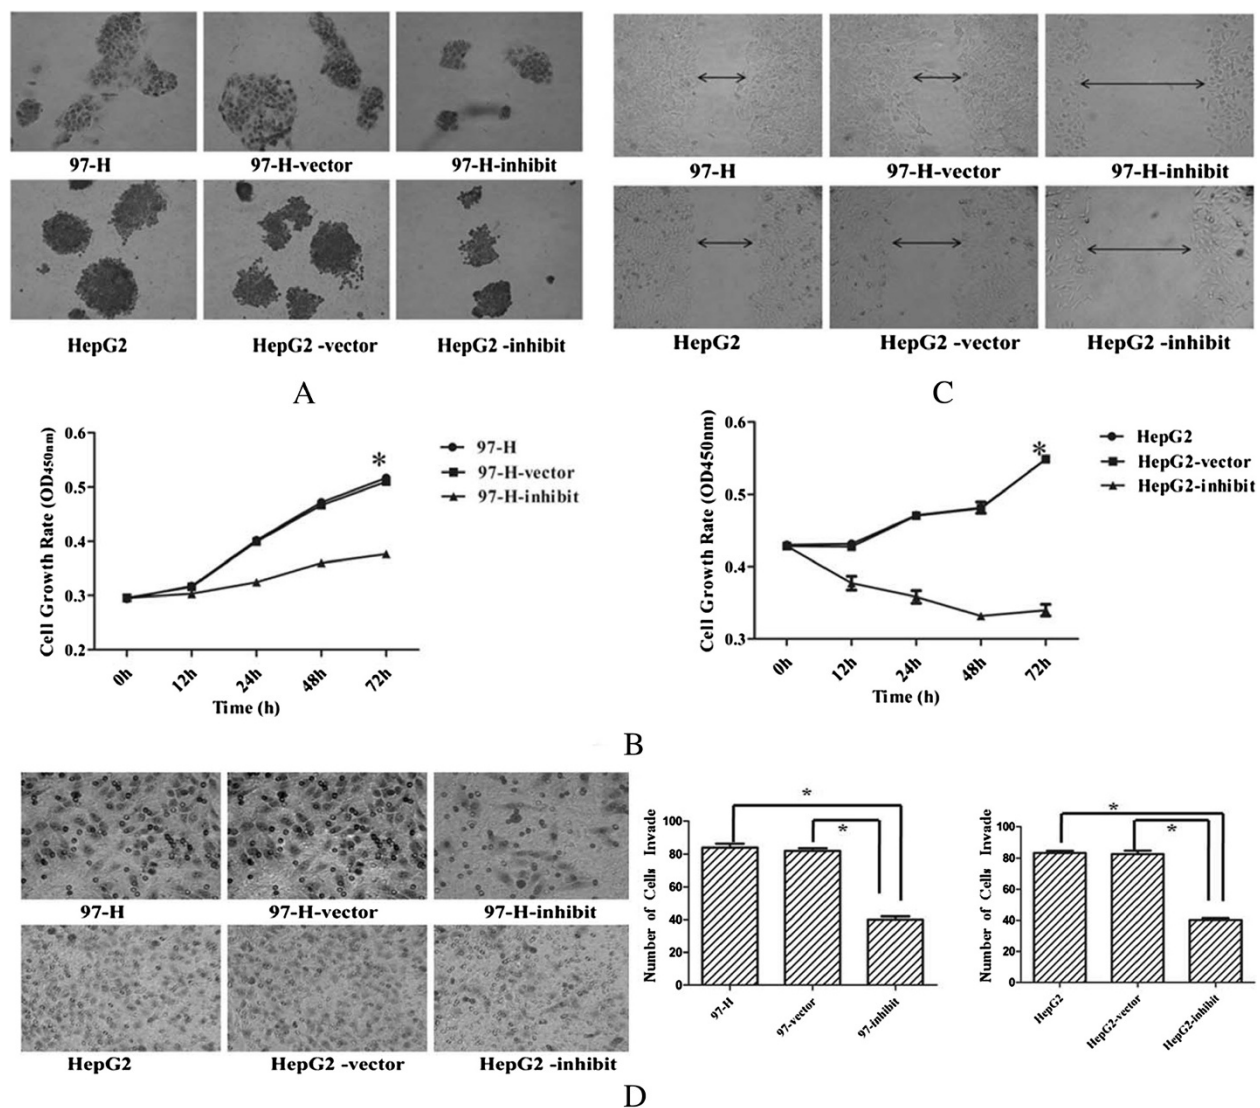 97-H 97-H-vector 97-H-inhibit
HepG2 HepG2 -vector HepG2 -inhibit
A
97-H 97-H-vector 97-H-inhibit
HepG2 HepG2 -vector HepG2 -inhibit
C
Cell Growth Rate (OD450nm)
0.6
0.5
0.4
0.3
0.2
*
97-H
97-H-vector
97-H-inhibit
0h 12h 24h 48h 72h
Time (h)
Cell Growth Rate (OD450nm)
0.6
0.5
0.4
0.3
*
HepG2
HepG2-vector
HepG2-inhibit
0h 12h 24h 48h 72h
Time (h)
B
97-H 97-H-vector 97-H-inhibit
HepG2 HepG2 -vector HepG2 -inhibit
Number of Cells Invade
100
80
60
40
20
0
*
*
97-H 97-vector 97-inhibit
Number of Cells Invade
100
80
60
40
20
0
*
*
HepG2 HepG2-vector HepG2-inhibit
D